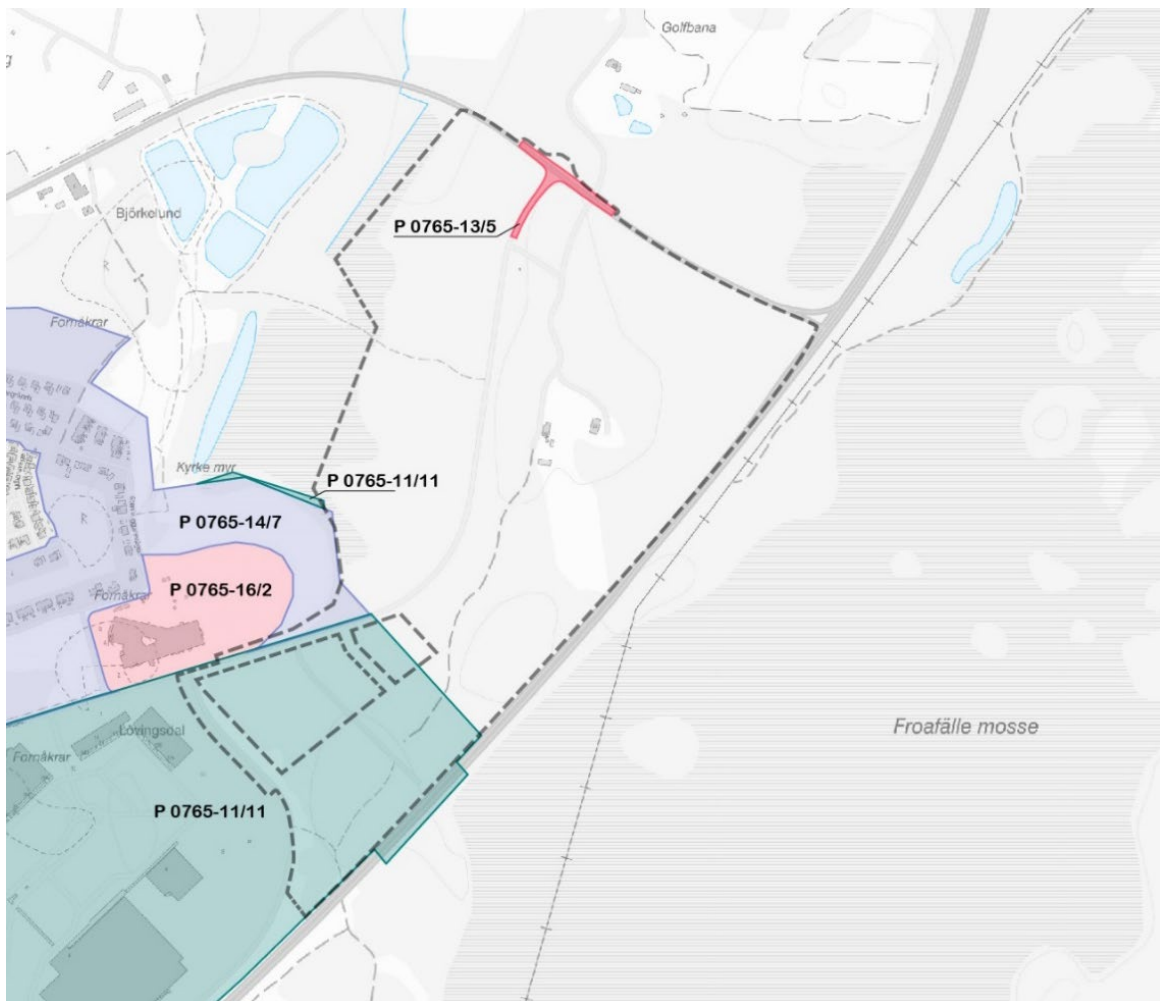 Golfbana
P 0765-13/5
Björkelund
Fornåkrar
Kyrke myr
P 0765-11/11
P 0765-14/7
P 0765-16/2
Fornåkrar
Froafälle mosse
Lövingsdal
Fornåkrar
P 0765-11/11